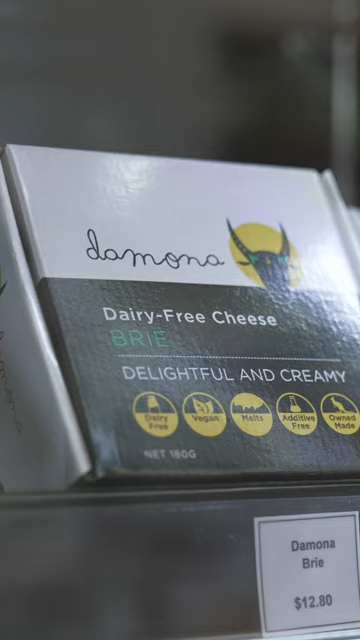 damona
Dairy-Free Cheese
BRIE
DELIGHTFUL AND CREAMY
Dairy
Free
Vegan
Melts
Additive
Free
Owned
Made
NET 180G
Damona
Brie
$12.80